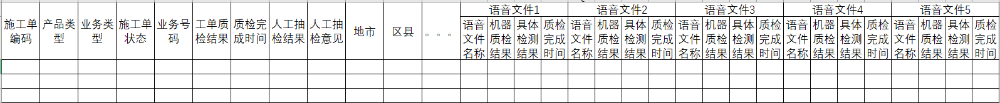 语音文件1 语音文件2 语音文件3 语音文件4 语音文件5
施工单编码 产品类型 业务类型 施工单状态 业务号码 工单质检结果 质检完成时间 人工抽检结果 人工抽检意见 地市 区县 。。。 语音文件名称 机器质检结果 具体检测结果 质检完成时间 语音文件名称 机器质检结果 具体检测结果 质检完成时间 语音文件名称 机器质检结果 具体检测结果 质检完成时间 语音文件名称 机器质检结果 具体检测结果 质检完成时间 语音文件名称 机器质检结果 具体检测结果 质检完成时间